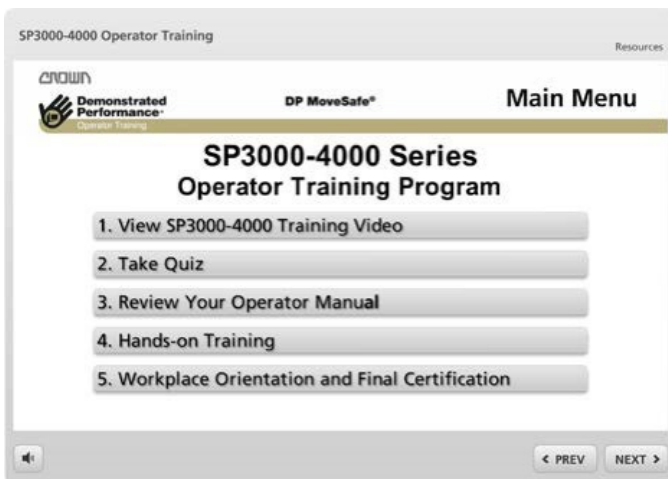 SP3000-4000 Operator Training
Resources
CROWN
Demonstrated
Performance
Operator Training
DP MoveSafe®
Main Menu
SP3000-4000 Series
Operator Training Program
1. View SP3000-4000 Training Video
2. Take Quiz
3. Review Your Operator Manual
4. Hands-on Training
5. Workplace Orientation and Final Certification
PREV
NEXT